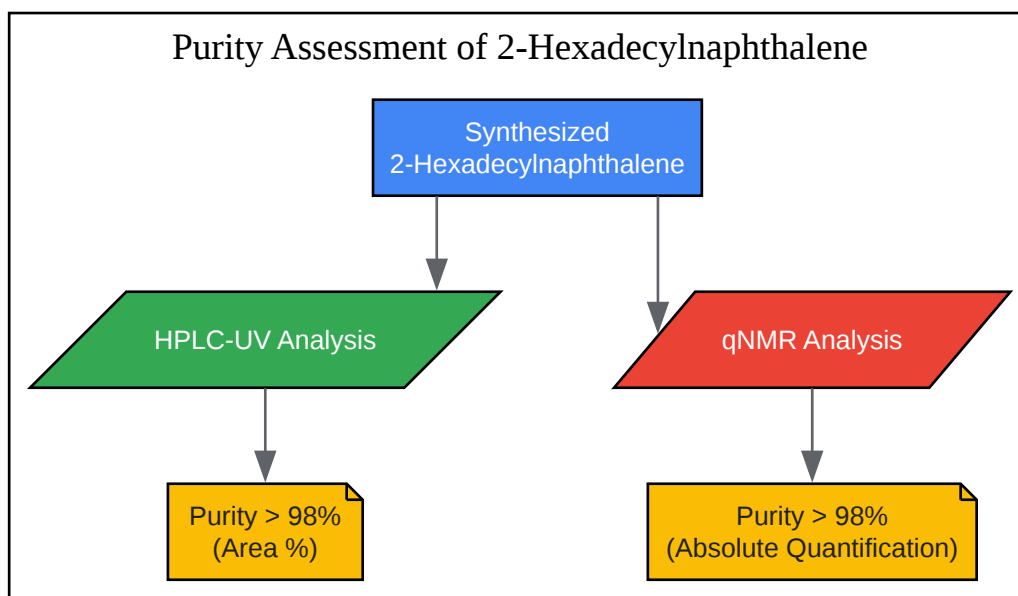 Purity Assessment of 2-Hexadecylnaphthalene
Synthesized
2-Hexadecylnaphthalene
HPLC-UV Analysis
qNMR Analysis
Purity > 98%
(Area %)
Purity > 98%
(Absolute Quantification)